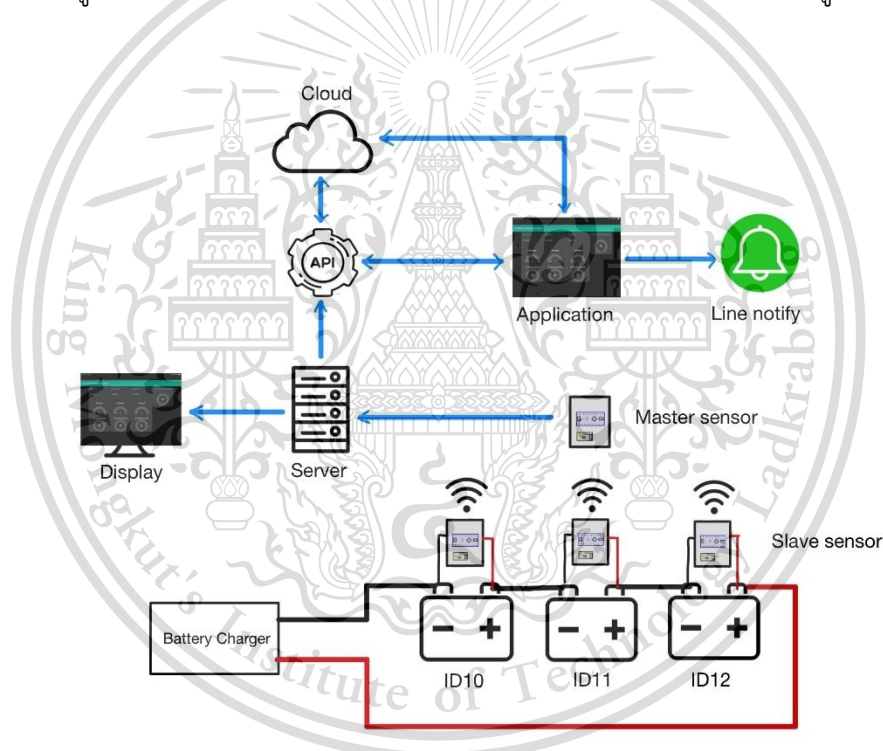 Cloud
API
Application
Line notify
Master sensor
Display
Server
Slave sensor
Battery Charger
ID10
ID11
ID12
King Mongkut's Institute of Technology Ladkrabang